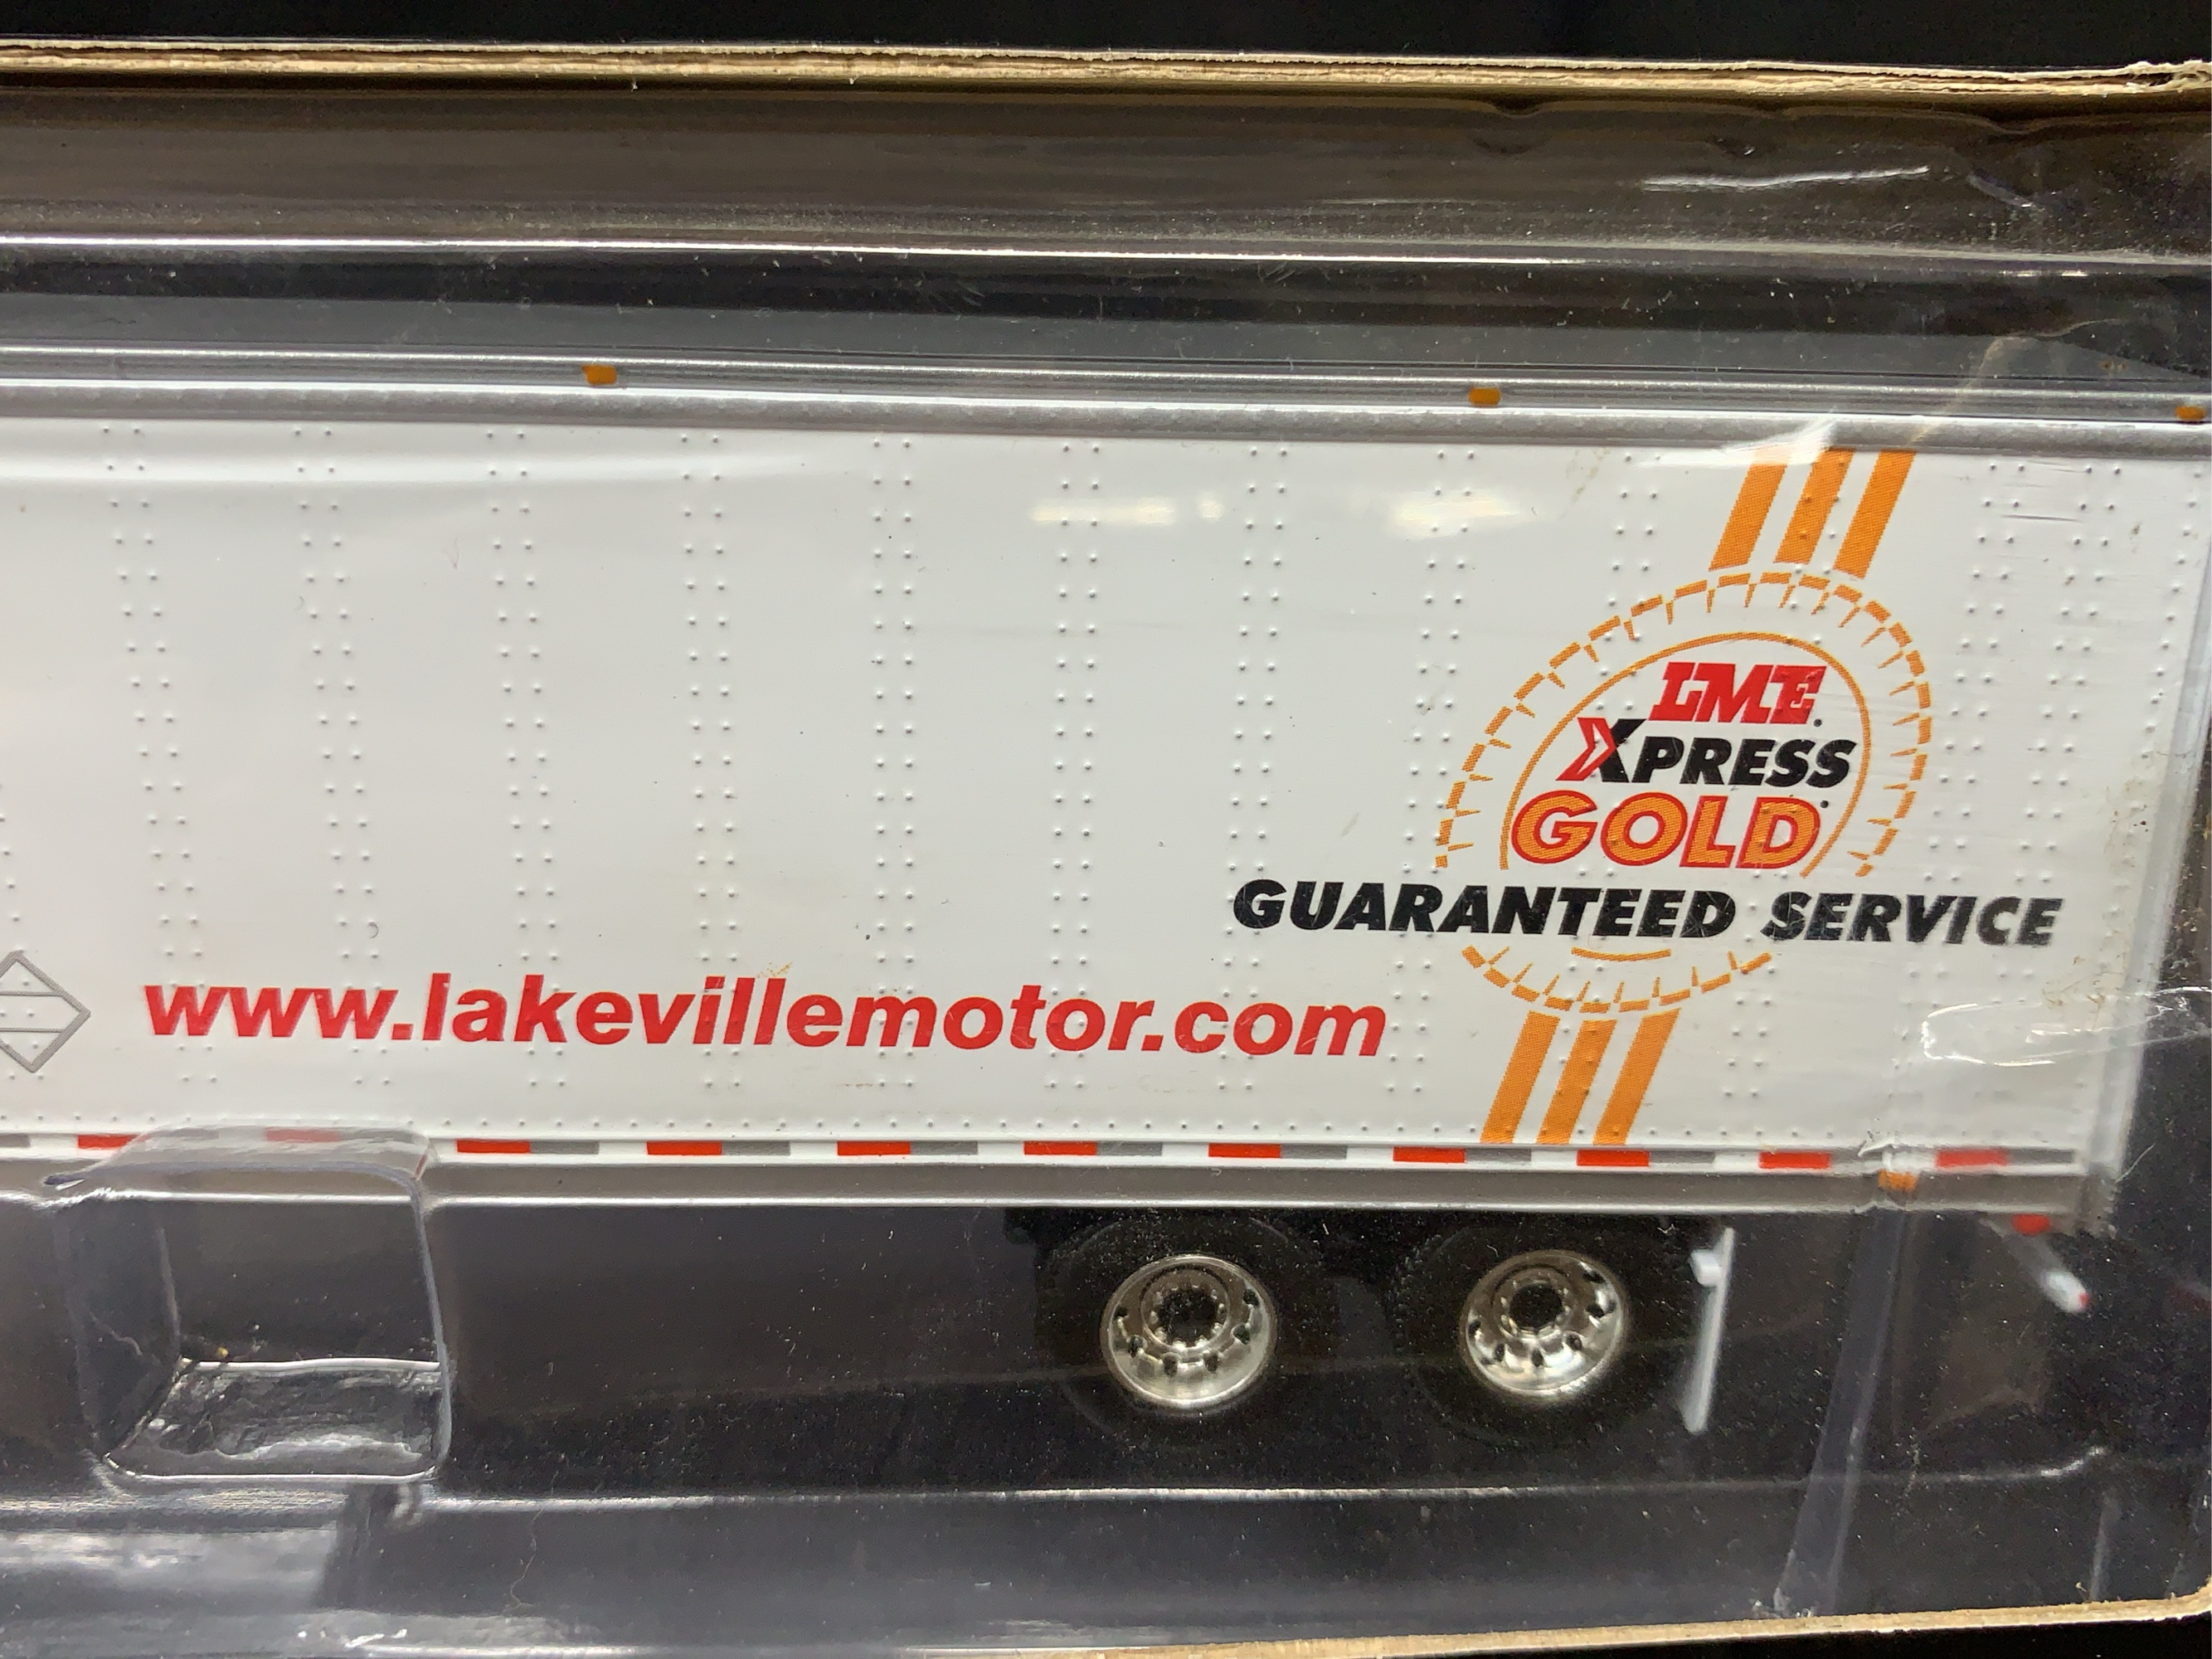 LME
XPRESS
GOLD
GUARANTEED SERVICE
www.lakevillemotor.com